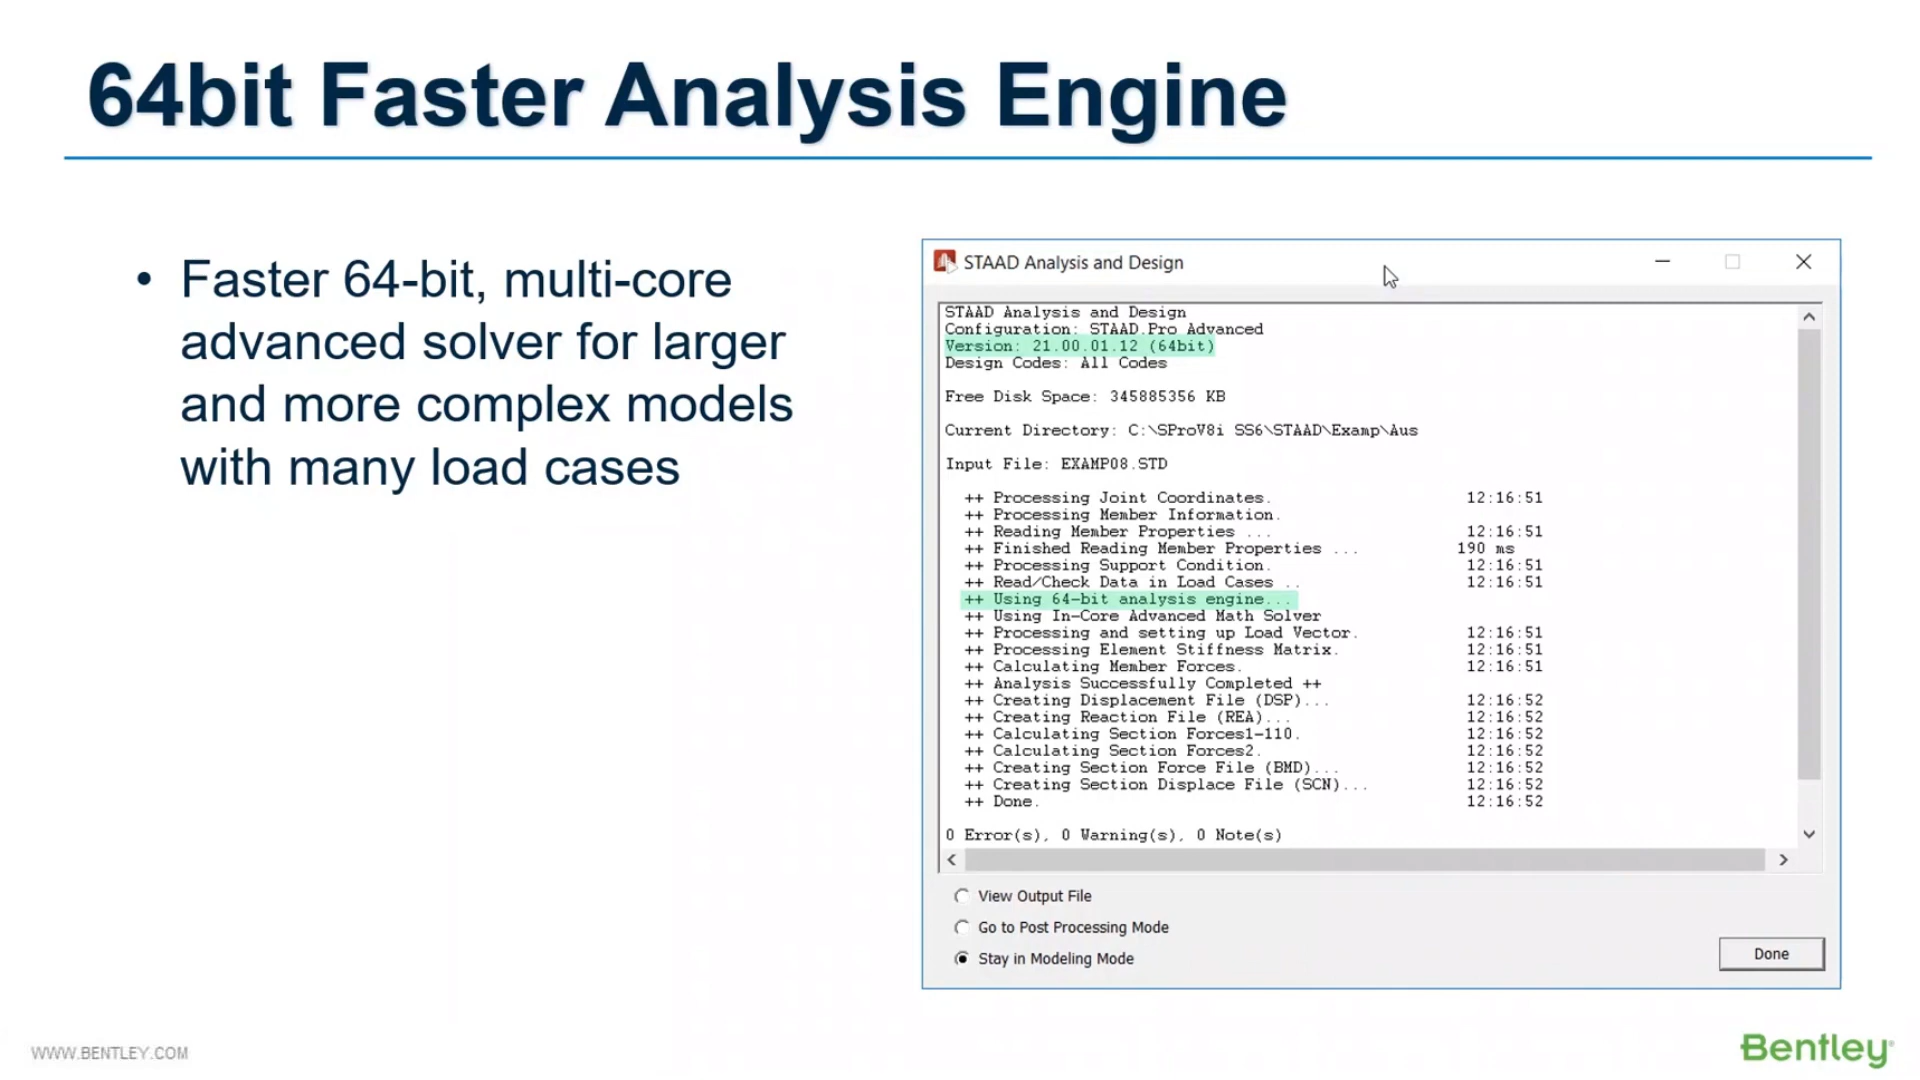 64bit Faster Analysis Engine
• Faster 64-bit, multi-core
advanced solver for larger
and more complex models
with many load cases
STAAD Analysis and Design
STAAD Analysis and Design
Configuration: STAAD.Pro Advanced
Version: 21.00.01.12 (64bit)
Design Codes: All Codes
Free Disk Space: 345885356 KB
Current Directory: C:\SProV8i SS6\STAAD\Examp\Aus
Input File: EXAMP08.STD
++ Processing Joint Coordinates. 12:16:51
++ Processing Member Information.
++ Reading Member Properties ... 12:16:51
++ Finished Reading Member Properties ... 190 ms
++ Processing Support Condition. 12:16:51
++ Read/Check Data in Load Cases .. 12:16:51
++ Using 64-bit analysis engine...
++ Using In-Core Advanced Math Solver
++ Processing and setting up Load Vector. 12:16:51
++ Processing Element Stiffness Matrix. 12:16:51
++ Calculating Member Forces. 12:16:51
++ Analysis Successfully Completed ++
++ Creating Displacement File (DSP)... 12:16:52
++ Creating Reaction File (REA)... 12:16:52
++ Calculating Section Forces1-110. 12:16:52
++ Calculating Section Forces2. 12:16:52
++ Creating Section Force File (BMD)... 12:16:52
++ Creating Section Displace File (SCN)... 12:16:52
++ Done. 12:16:52
0 Error(s), 0 Warning(s), 0 Note(s)
View Output File
Go to Post Processing Mode
Stay in Modeling Mode
Done
WWW.BENTLEY.COM
Bentley®